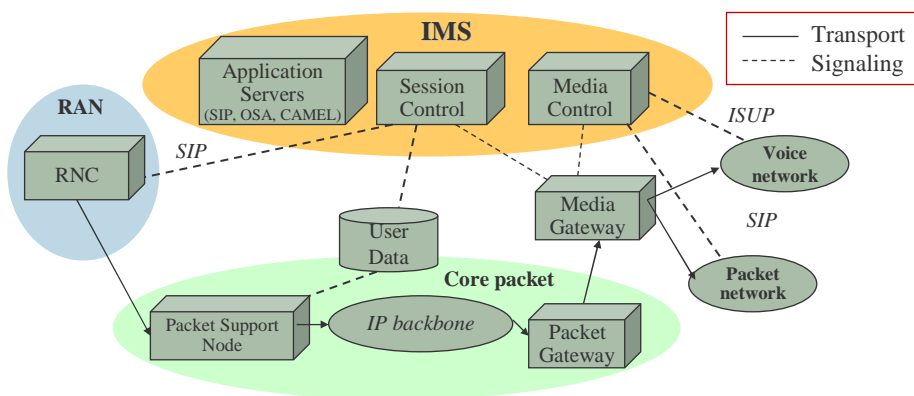 IMS
Transport
Signaling
Application
Servers
(SIP, OSA, CAMEL)
Session
Control
Media
Control
RAN
RNC
SIP
ISUP
Voice
network
Media
Gateway
SIP
User
Data
Core packet
Packet
network
Packet Support
Node
IP backbone
Packet
Gateway